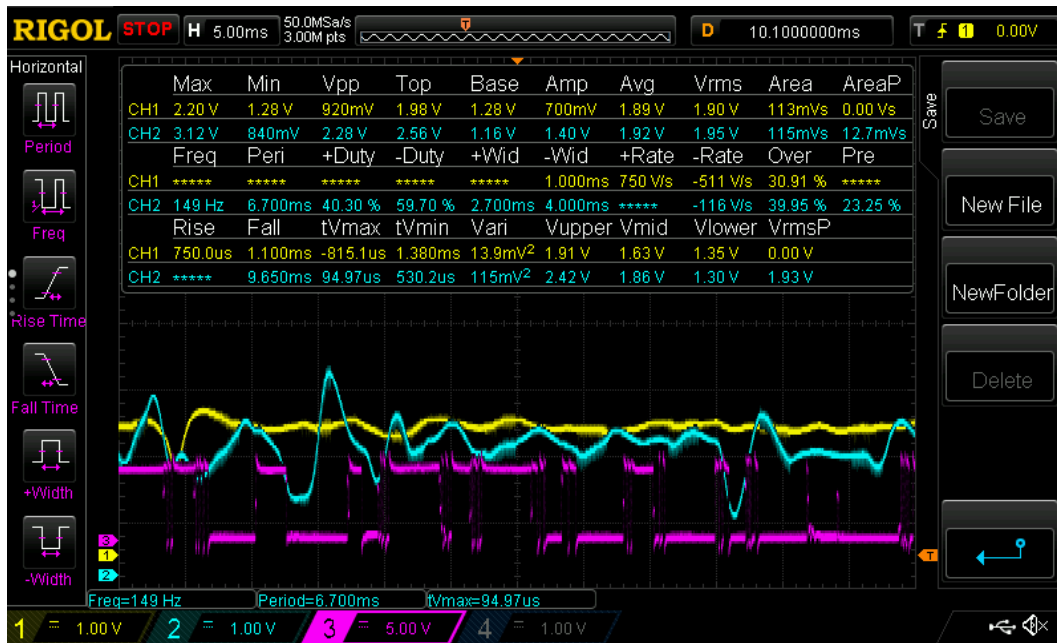 RIGOL STOP H 5.00ms 50.0MSa/s 3.00M pts T D 10.1000000ms T 1 0.00V
Horizontal
Period
Freq
Rise Time
Fall Time
+Width
-Width
Max Min Vpp Top Base Amp Avg Vrms Area AreaP
CH1 2.20 V 1.28 V 920mV 1.98 V 1.28 V 700mV 1.89 V 1.90 V 113mVs 0.00 Vs
CH2 3.12 V 840mV 2.28 V 2.56 V 1.16 V 1.40 V 1.92 V 1.95 V 115mVs 12.7mVs
Freq Peri +Duty -Duty +Wid -Wid +Rate -Rate Over Pre
CH1 ***** ***** ***** ***** ***** 1.000ms 750 V/s -511 V/s 30.91 % *****
CH2 149 Hz 6.700ms 40.30 % 59.70 % 2.700ms 4.000ms ***** -116 V/s 39.95 % 23.25 %
Rise Fall tVmax tVmin Vari Vupper Vmid Vlower VrmsP
CH1 750.0us 1.100ms -815.1us 1.380ms 13.9mV² 1.91 V 1.63 V 1.35 V 0.00 V
CH2 ***** 9.650ms 94.97us 530.2us 115mV² 2.42 V 1.86 V 1.30 V 1.93 V
3
1
2
T
Save
Save
New File
NewFolder
Delete
Freq=149 Hz Period=6.700ms tVmax=94.97us
1 = 1.00 V 2 = 1.00 V 3 = 5.00 V 4 = 1.00 V